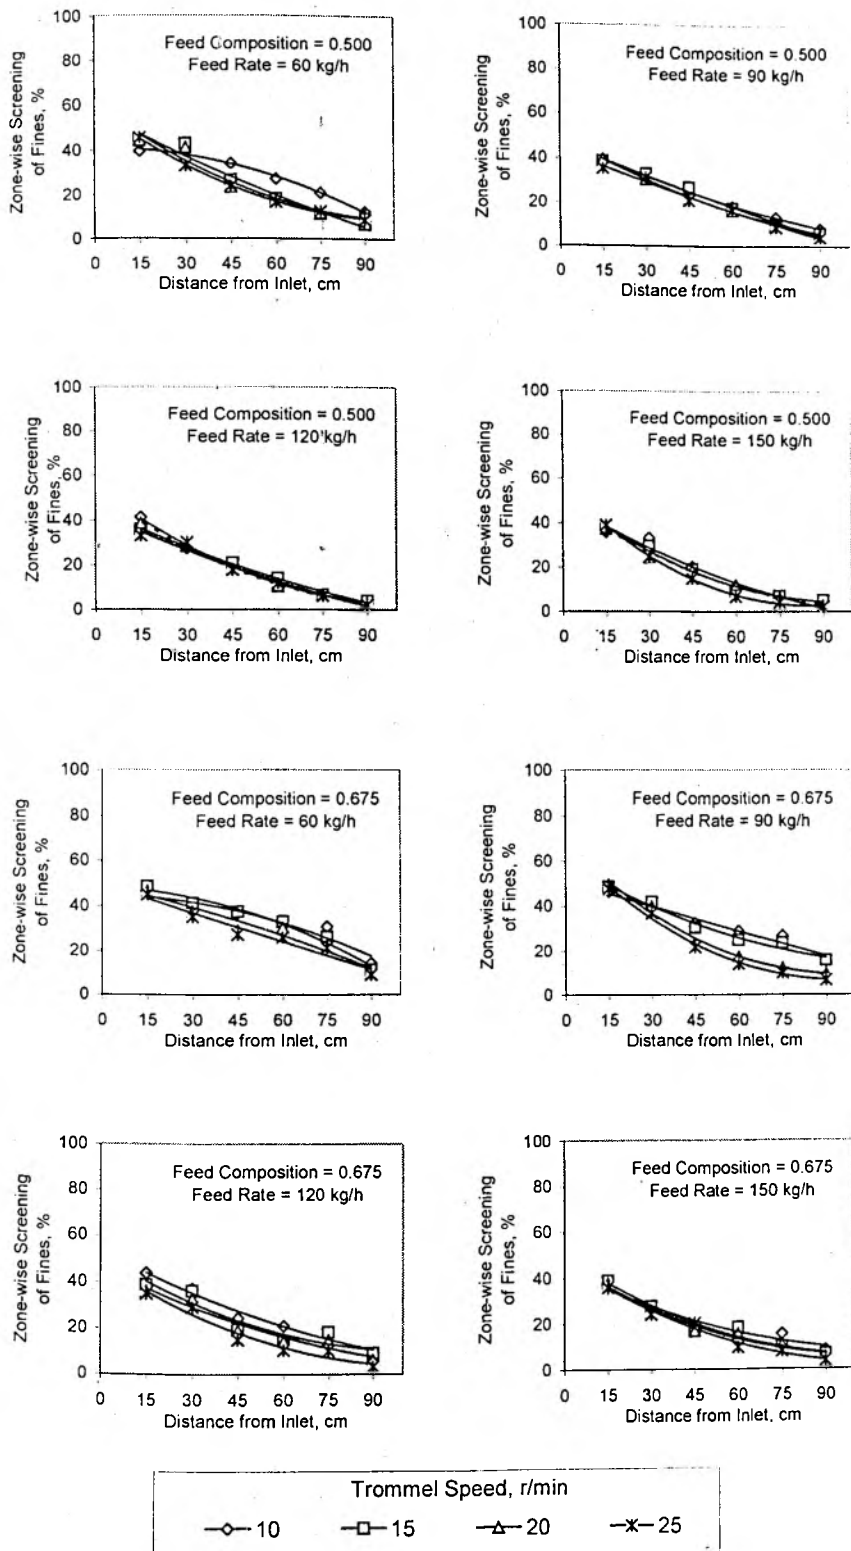 Zone-wise Screening
of Fines, %
100
80
60
40
20
0
Feed Composition = 0.500
Feed Rate = 60 kg/h
0 15 30 45 60 75 90
Distance from Inlet, cm
Zone-wise Screening
of Fines, %
100
80
60
40
20
0
Feed Composition = 0.500
Feed Rate = 90 kg/h
0 15 30 45 60 75 90
Distance from Inlet, cm
Zone-wise Screening
of Fines, %
100
80
60
40
20
0
Feed Composition = 0.500
Feed Rate = 120 kg/h
0 15 30 45 60 75 90
Distance from Inlet, cm
Zone-wise Screening
of Fines, %
100
80
60
40
20
0
Feed Composition = 0.500
Feed Rate = 150 kg/h
0 15 30 45 60 75 90
Distance from Inlet, cm
Zone-wise Screening
of Fines, %
100
80
60
40
20
0
Feed Composition = 0.675
Feed Rate = 60 kg/h
0 15 30 45 60 75 90
Distance from Inlet, cm
Zone-wise Screening
of Fines, %
100
80
60
40
20
0
Feed Composition = 0.675
Feed Rate = 90 kg/h
0 15 30 45 60 75 90
Distance from Inlet, cm
Zone-wise Screening
of Fines, %
100
80
60
40
20
0
Feed Composition = 0.675
Feed Rate = 120 kg/h
0 15 30 45 60 75 90
Distance from Inlet, cm
Zone-wise Screening
of Fines, %
100
80
60
40
20
0
Feed Composition = 0.675
Feed Rate = 150 kg/h
0 15 30 45 60 75 90
Distance from Inlet, cm
Trommel Speed, r/min
10 15 20 25